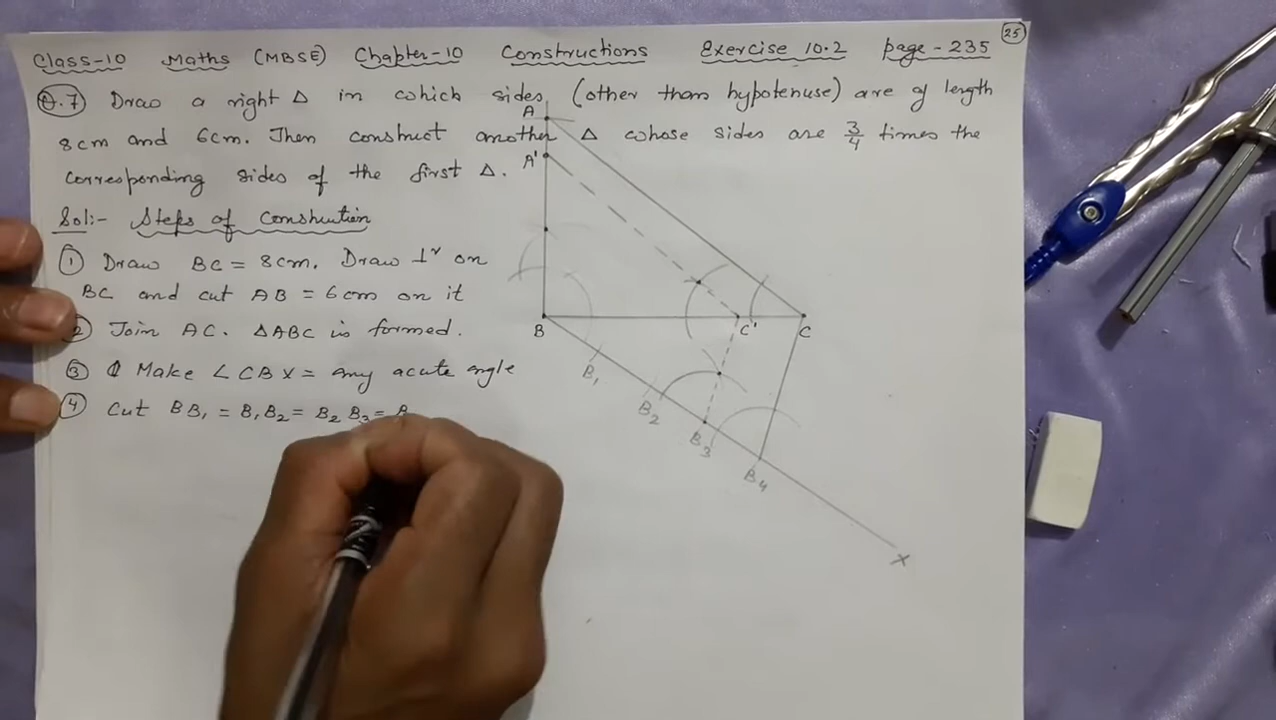 25
Class-10 Maths (MBSE) Chapter-10 Constructions Exercise 10.2 page-235
Q.7) Draw a right Δ in which sides (other than hypotenuse) are of length
8cm and 6cm. Then construct another Δ whose sides are 3/4 times the
corresponding sides of the first Δ.
Sol:- Steps of Construction
① Draw BC = 8cm. Draw ⊥r on
BC and cut AB = 6cm on it
② Join AC. ΔABC is formed.
③ Make ∠CBX = any acute angle
④ Cut BB₁ = B₁B₂ = B₂B₃ = B
A
A'
B
C'
C
B₁
B₂
B₃
B₄
X